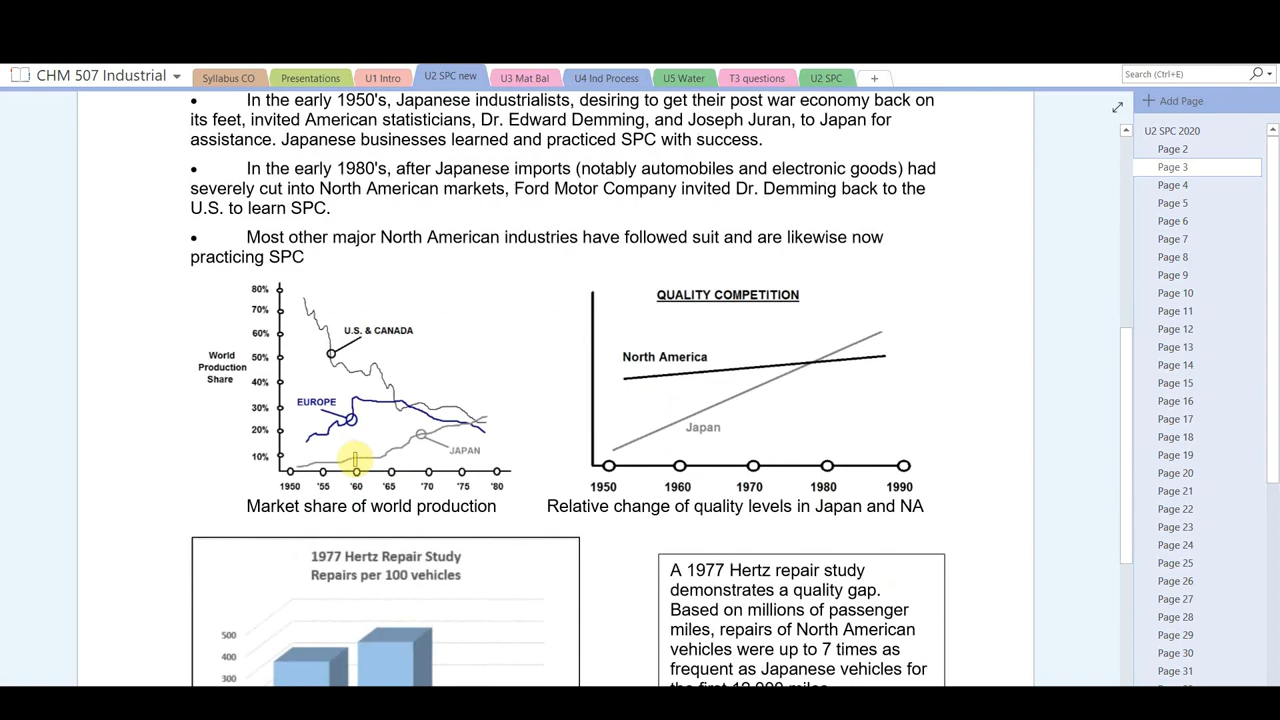 CHM 507 Industrial
Syllabus CO
Presentations
U1 Intro
U2 SPC new
U3 Mat Bal
U4 Ind Process
U5 Water
T3 questions
U2 SPC
+
Search (Ctrl+E)
• In the early 1950's, Japanese industrialists, desiring to get their post war economy back on
its feet, invited American statisticians, Dr. Edward Demming, and Joseph Juran, to Japan for
assistance. Japanese businesses learned and practiced SPC with success.
• In the early 1980's, after Japanese imports (notably automobiles and electronic goods) had
severely cut into North American markets, Ford Motor Company invited Dr. Demming back to the
U.S. to learn SPC.
• Most other major North American industries have followed suit and are likewise now
practicing SPC
80%
70%
60%
50%
40%
30%
20%
10%
World
Production
Share
U.S. & CANADA
EUROPE
JAPAN
1950 '55 '60 '65 '70 '75 '80
Market share of world production
QUALITY COMPETITION
North America
Japan
1950 1960 1970 1980 1990
Relative change of quality levels in Japan and NA
1977 Hertz Repair Study
Repairs per 100 vehicles
500
400
300
A 1977 Hertz repair study
demonstrates a quality gap.
Based on millions of passenger
miles, repairs of North American
vehicles were up to 7 times as
frequent as Japanese vehicles for
the first 12,000 miles
Add Page
U2 SPC 2020
Page 2
Page 3
Page 4
Page 5
Page 6
Page 7
Page 8
Page 9
Page 10
Page 11
Page 12
Page 13
Page 14
Page 15
Page 16
Page 17
Page 18
Page 19
Page 20
Page 21
Page 22
Page 23
Page 24
Page 25
Page 26
Page 27
Page 28
Page 29
Page 30
Page 31